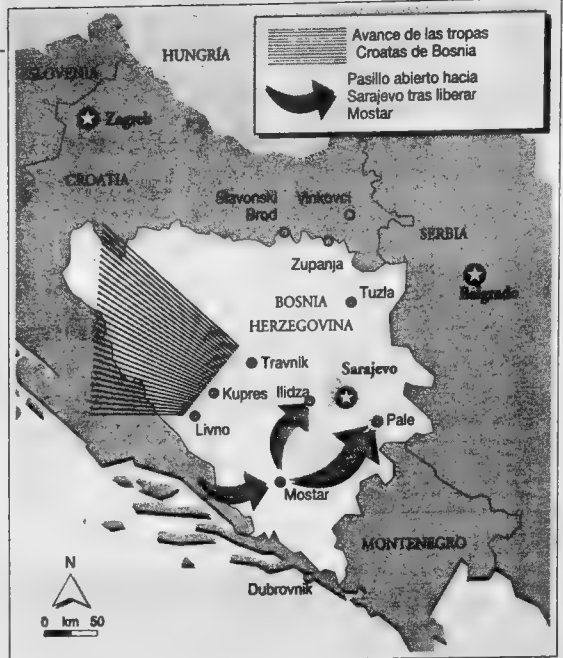 Avance de las tropas
Croatas de Bosnia
Pasillo abierto hacia
Sarajevo tras liberar
Mostar
HUNGRÍA
SLOVENIA
Zagreb
CROATIA
Slavonski
Brod
Vinkovci
SERBIA
Zupanja
Belgrado
BOSNIA
HERZEGOVINA
Tuzla
Travnik
Sarajevo
Kupres
Ilidza
Livno
Pale
Mostar
MONTENEGRO
Dubrovnik
N
0 km 50